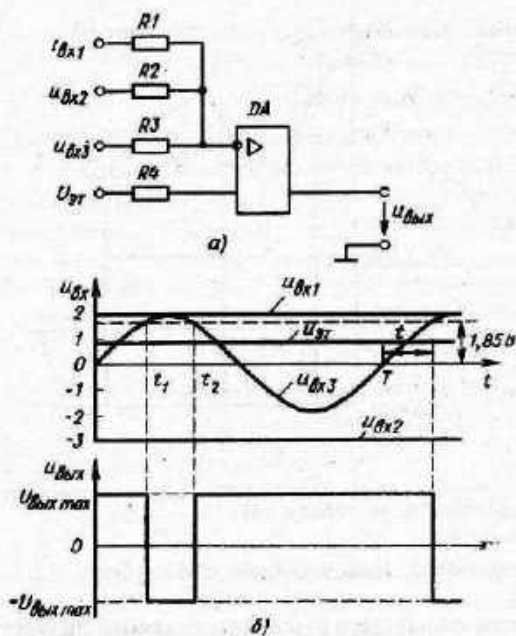 uвх1 R1
uвх2 R2
uвх3 R3
Uэт R4
DA
uвых
а)
uвх
uвх1
uэт
uвх3
uвх2
1,85 в
2
1
0
-1
-2
-3
t1 t2
T
t
t
uвых
Uвых max
0
-Uвых max
б)